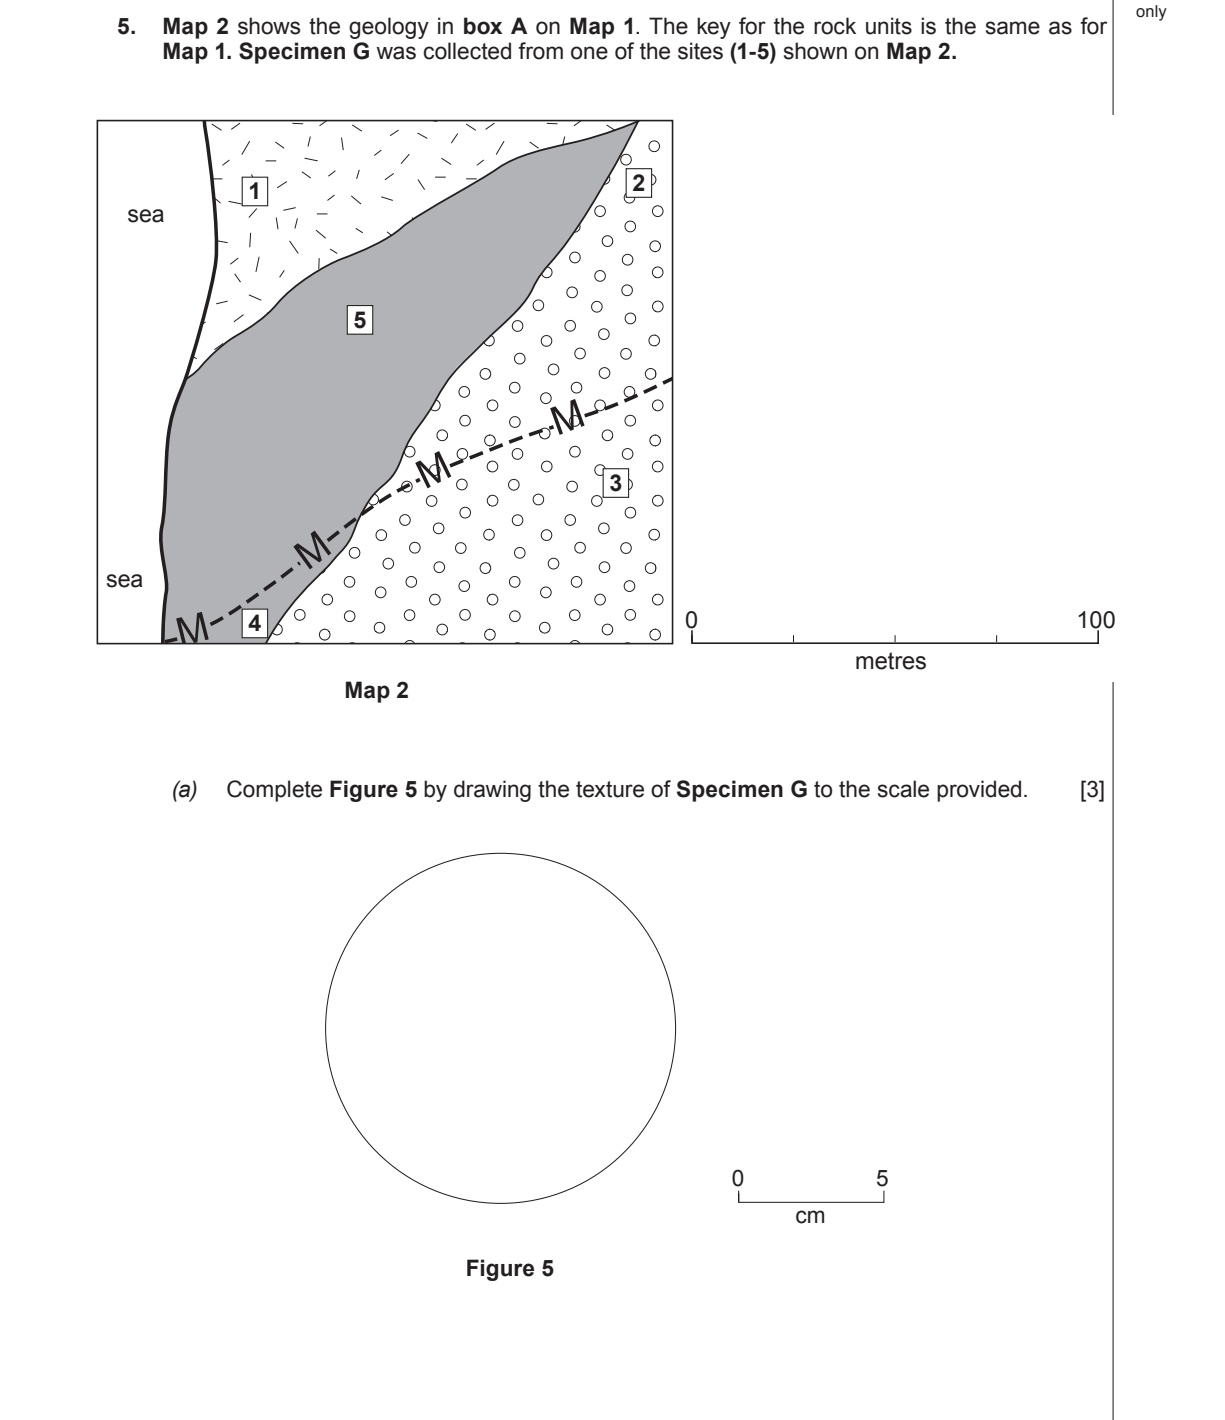 only
5. Map 2 shows the geology in box A on Map 1. The key for the rock units is the same as for
Map 1. Specimen G was collected from one of the sites (1-5) shown on Map 2.
1
2
sea
5
M
M
3
M
sea
M
4
0 100
metres
Map 2
(a) Complete Figure 5 by drawing the texture of Specimen G to the scale provided. [3]
0 5
cm
Figure 5